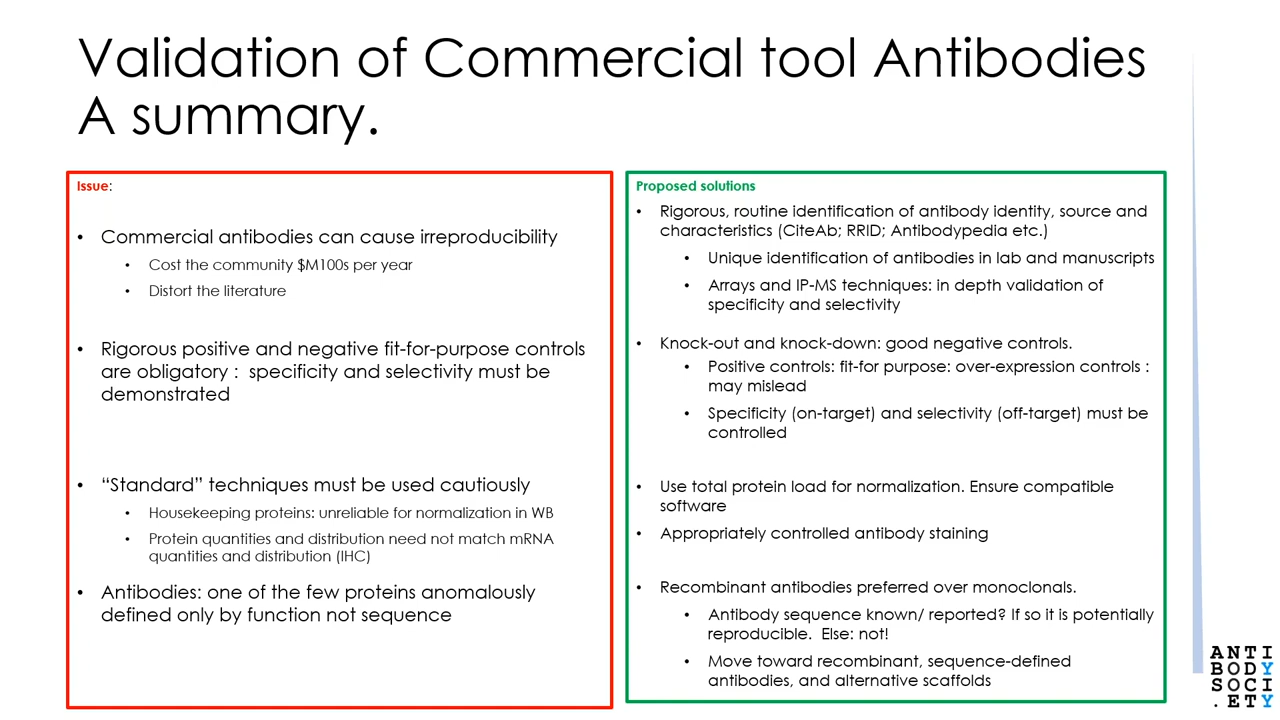 Validation of Commercial tool Antibodies
A summary.
Issue:
• Commercial antibodies can cause irreproducibility
• Cost the community $M100s per year
• Distort the literature
• Rigorous positive and negative fit-for-purpose controls
are obligatory : specificity and selectivity must be
demonstrated
• “Standard” techniques must be used cautiously
• Housekeeping proteins: unreliable for normalization in WB
• Protein quantities and distribution need not match mRNA
quantities and distribution (IHC)
• Antibodies: one of the few proteins anomalously
defined only by function not sequence
Proposed solutions
• Rigorous, routine identification of antibody identity, source and
characteristics (CiteAb; RRID; Antibodypedia etc.)
• Unique identification of antibodies in lab and manuscripts
• Arrays and IP-MS techniques: in depth validation of
specificity and selectivity
• Knock-out and knock-down: good negative controls.
• Positive controls: fit-for purpose: over-expression controls :
may mislead
• Specificity (on-target) and selectivity (off-target) must be
controlled
• Use total protein load for normalization. Ensure compatible
software
• Appropriately controlled antibody staining
• Recombinant antibodies preferred over monoclonals.
• Antibody sequence known/ reported? If so it is potentially
reproducible. Else: not!
• Move toward recombinant, sequence-defined
antibodies, and alternative scaffolds
ANTI
BODY
SOCI
.ETY